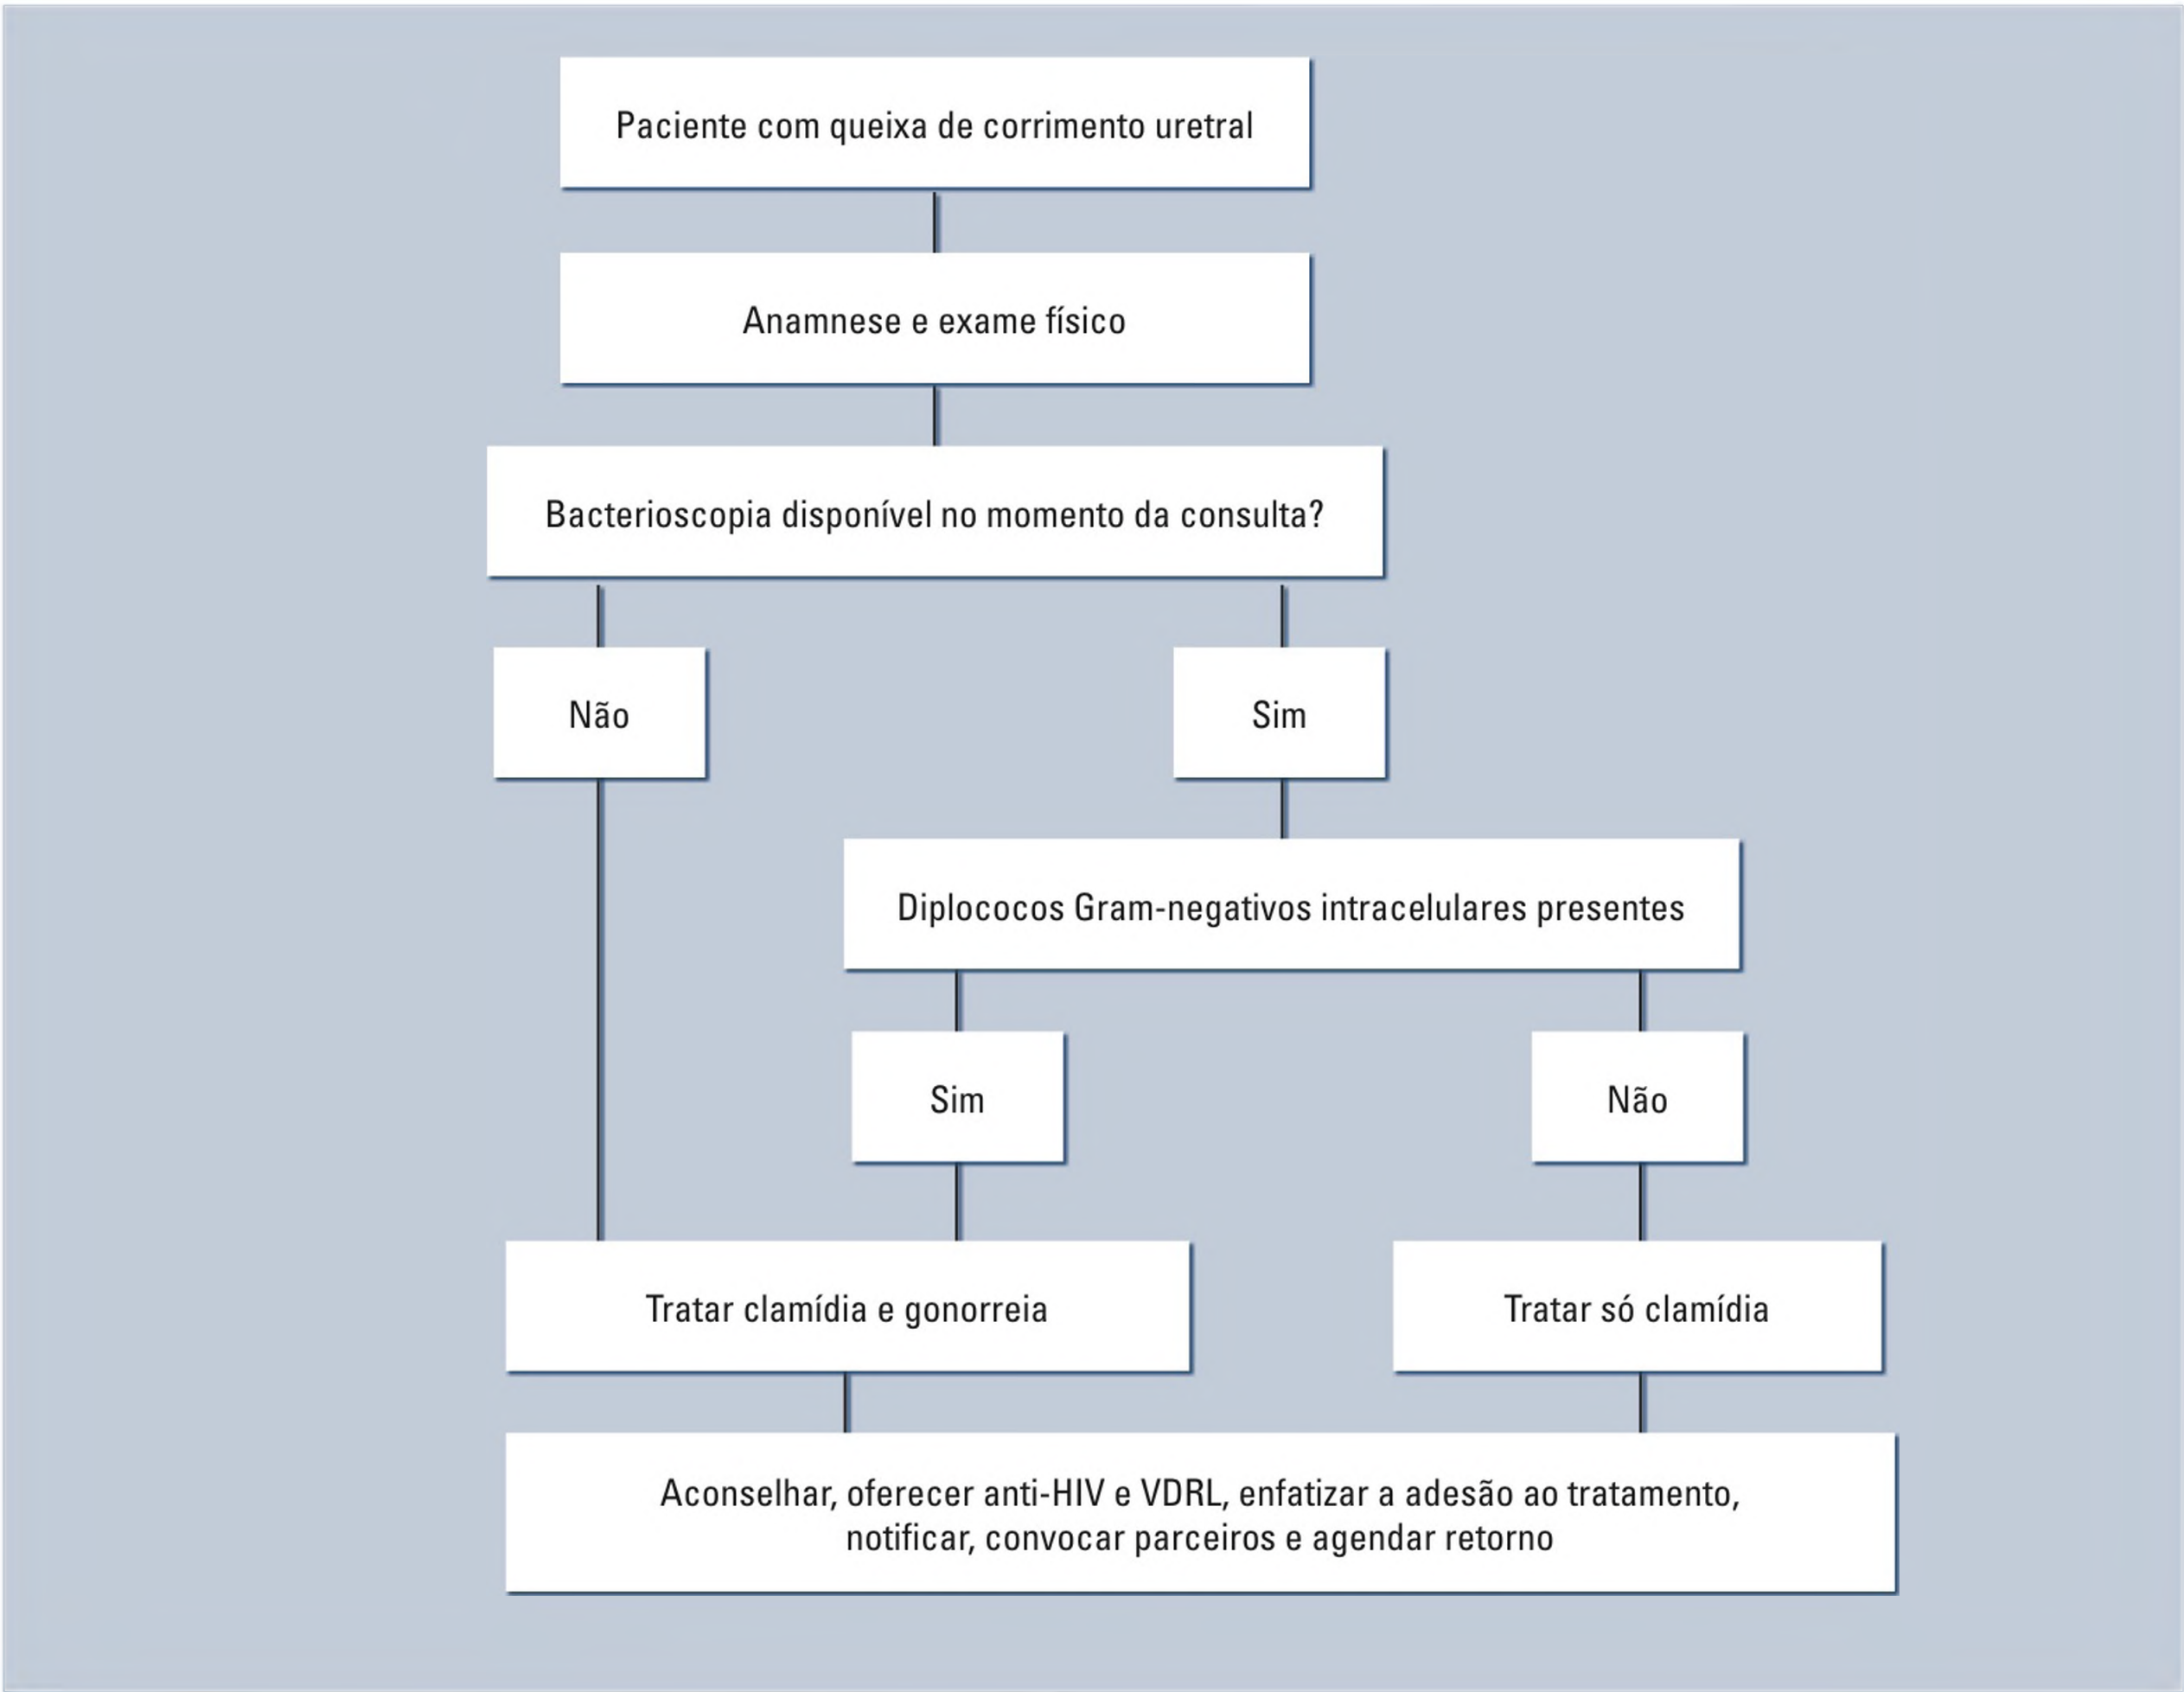 Paciente com queixa de corrimento uretral
Anamnese e exame físico
Bacterioscopia disponível no momento da consulta?
Não
Sim
Diplococos Gram-negativos intracelulares presentes
Sim
Não
Tratar clamídia e gonorreia
Tratar só clamídia
Aconselhar, oferecer anti-HIV e VDRL, enfatizar a adesão ao tratamento,
notificar, convocar parceiros e agendar retorno